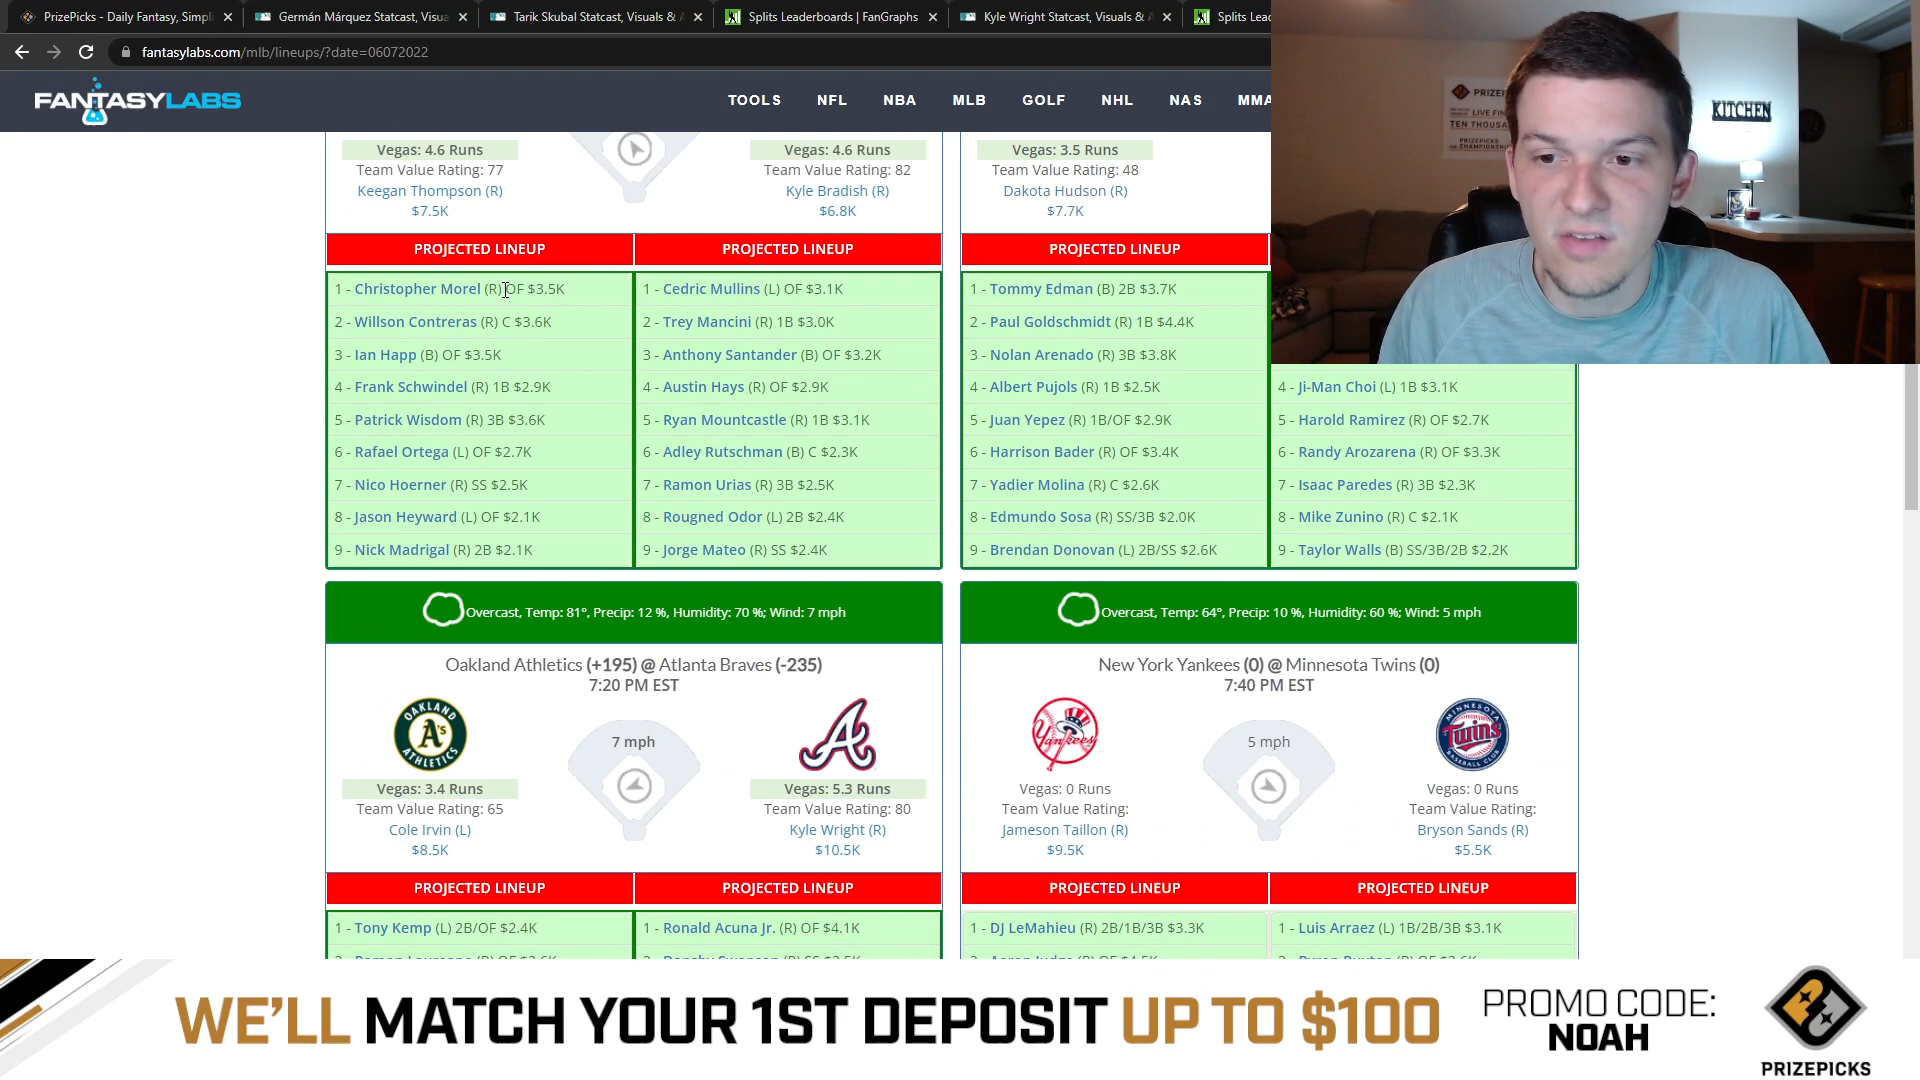 PrizePicks - Daily Fantasy, Simpli
Germán Márquez Statcast, Visua
Tarik Skubal Statcast, Visuals & A
Splits Leaderboards | FanGraphs
Kyle Wright Statcast, Visuals & A
Splits Lea
fantasylabs.com/mlb/lineups/?date=06072022
FANTASYLABS
TOOLS NFL NBA MLB GOLF NHL NAS MMA
Vegas: 4.6 Runs
Team Value Rating: 77
Keegan Thompson (R)
$7.5K
Vegas: 4.6 Runs
Team Value Rating: 82
Kyle Bradish (R)
$6.8K
Vegas: 3.5 Runs
Team Value Rating: 48
Dakota Hudson (R)
$7.7K
PROJECTED LINEUP
1 - Christopher Morel (R) OF $3.5K
2 - Willson Contreras (R) C $3.6K
3 - Ian Happ (B) OF $3.5K
4 - Frank Schwindel (R) 1B $2.9K
5 - Patrick Wisdom (R) 3B $3.6K
6 - Rafael Ortega (L) OF $2.7K
7 - Nico Hoerner (R) SS $2.5K
8 - Jason Heyward (L) OF $2.1K
9 - Nick Madrigal (R) 2B $2.1K
PROJECTED LINEUP
1 - Cedric Mullins (L) OF $3.1K
2 - Trey Mancini (R) 1B $3.0K
3 - Anthony Santander (B) OF $3.2K
4 - Austin Hays (R) OF $2.9K
5 - Ryan Mountcastle (R) 1B $3.1K
6 - Adley Rutschman (B) C $2.3K
7 - Ramon Urias (R) 3B $2.5K
8 - Rougned Odor (L) 2B $2.4K
9 - Jorge Mateo (R) SS $2.4K
PROJECTED LINEUP
1 - Tommy Edman (B) 2B $3.7K
2 - Paul Goldschmidt (R) 1B $4.4K
3 - Nolan Arenado (R) 3B $3.8K
4 - Albert Pujols (R) 1B $2.5K
5 - Juan Yepez (R) 1B/OF $2.9K
6 - Harrison Bader (R) OF $3.4K
7 - Yadier Molina (R) C $2.6K
8 - Edmundo Sosa (R) SS/3B $2.0K
9 - Brendan Donovan (L) 2B/SS $2.6K
4 - Ji-Man Choi (L) 1B $3.1K
5 - Harold Ramirez (R) OF $2.7K
6 - Randy Arozarena (R) OF $3.3K
7 - Isaac Paredes (R) 3B $2.3K
8 - Mike Zunino (R) C $2.1K
9 - Taylor Walls (B) SS/3B/2B $2.2K
Overcast, Temp: 81°, Precip: 12 %, Humidity: 70 %; Wind: 7 mph
Oakland Athletics (+195) @ Atlanta Braves (-235)
7:20 PM EST
OAKLAND
A's
ATHLETICS
7 mph
Vegas: 3.4 Runs
Team Value Rating: 65
Cole Irvin (L)
$8.5K
Vegas: 5.3 Runs
Team Value Rating: 80
Kyle Wright (R)
$10.5K
PROJECTED LINEUP
1 - Tony Kemp (L) 2B/OF $2.4K
PROJECTED LINEUP
1 - Ronald Acuna Jr. (R) OF $4.1K
Overcast, Temp: 64°, Precip: 10 %, Humidity: 60 %; Wind: 5 mph
New York Yankees (0) @ Minnesota Twins (0)
7:40 PM EST
Yankees
5 mph
MINNESOTA
Twins
BASEBALL CLUB
Vegas: 0 Runs
Team Value Rating:
Jameson Taillon (R)
$9.5K
Vegas: 0 Runs
Team Value Rating:
Bryson Sands (R)
$5.5K
PROJECTED LINEUP
1 - DJ LeMahieu (R) 2B/1B/3B $3.3K
PROJECTED LINEUP
1 - Luis Arraez (L) 1B/2B/3B $3.1K
KITCHEN
WE'LL MATCH YOUR 1ST DEPOSIT UP TO $100
PROMO CODE:
NOAH
PRIZEPICKS